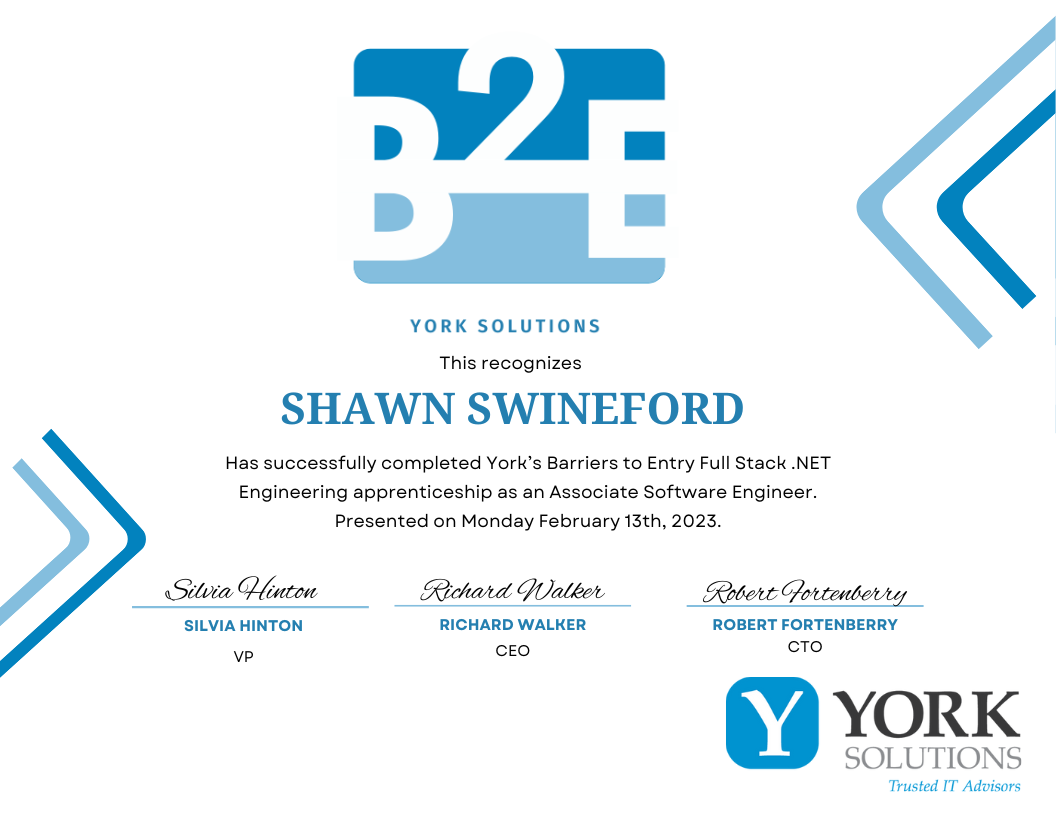 B2E
YORK SOLUTIONS
This recognizes
SHAWN SWINEFORD
Has successfully completed York’s Barriers to Entry Full Stack .NET
Engineering apprenticeship as an Associate Software Engineer.
Presented on Monday February 13th, 2023.
Silvia Hinton
Richard Walker
Robert Fortenberry
SILVIA HINTON
RICHARD WALKER
ROBERT FORTENBERRY
VP
CEO
CTO
Y YORK
SOLUTIONS
Trusted IT Advisors